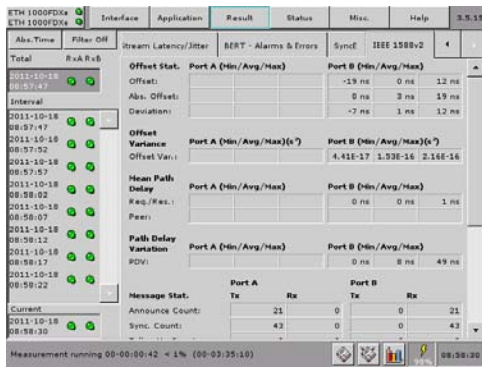 ETH 1000FDXa
ETH 1000FDXa
Interface Application Result Status Misc. Help 3.5.15
Abs.Time Filter Off
Stream Latency/Jitter BERT - Alarms & Errors SyncE IEEE 1588v2
Total RxA RxB
2011-10-18
08:57:47
Interval
2011-10-18
08:57:47
2011-10-18
08:57:52
2011-10-18
08:57:57
2011-10-18
08:58:02
2011-10-18
08:58:07
2011-10-18
08:58:12
2011-10-18
08:58:17
2011-10-18
08:58:22
Current
2011-10-18
08:58:30
Offset Stat. Port A (Min/Avg/Max) Port B (Min/Avg/Max)
Offset: -19 ns 0 ns 12 ns
Abs. Offset: 0 ns 3 ns 19 ns
Deviation: -7 ns 1 ns 12 ns
Offset
Variance Port A (Min/Avg/Max)(s²) Port B (Min/Avg/Max)(s²)
Offset Var.: 4.41E-17 1.53E-16 2.16E-16
Mean Path
Delay Port A (Min/Avg/Max) Port B (Min/Avg/Max)
Req./Res.: 0 ns 0 ns 1 ns
Peer:
Path Delay
Variation Port A (Min/Avg/Max) Port B (Min/Avg/Max)
PDV: 0 ns 8 ns 49 ns
Port A Port B
Message Stat. Tx Rx Tx Rx
Announce Count: 21 0 0 21
Sync. Count: 43 0 0 43
Measurement running 00-00:00:42 < 1% (00-03:35:10)
98%
08:58:30